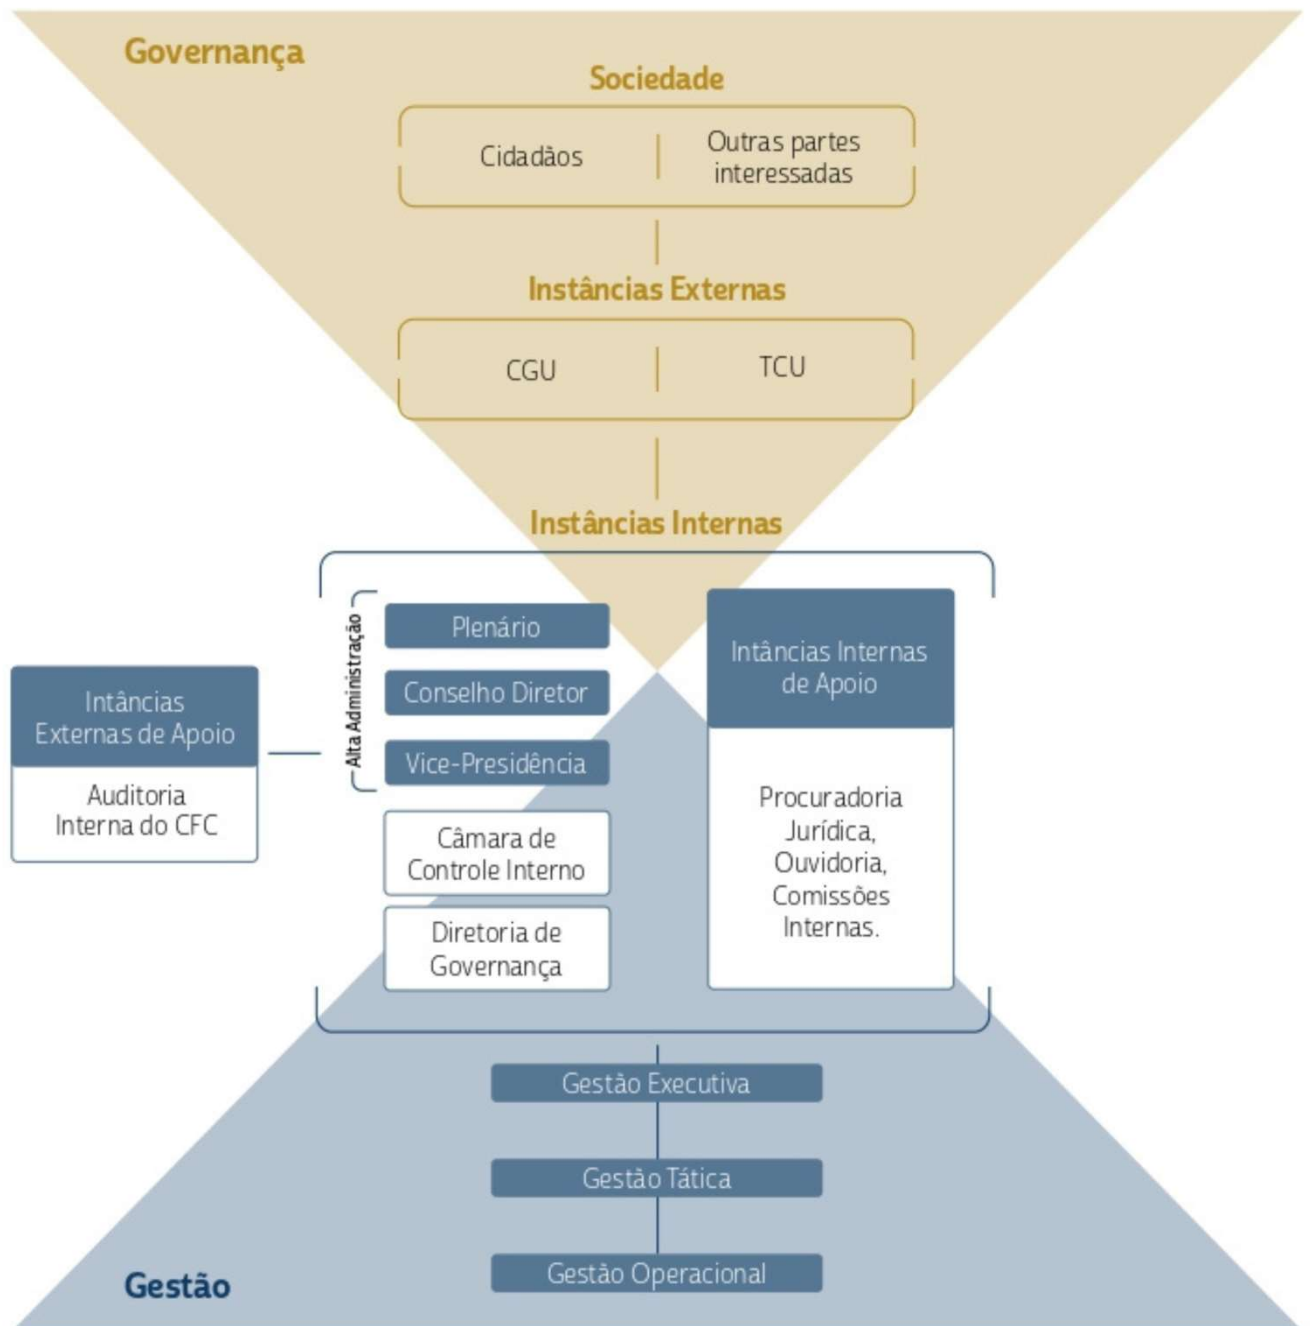 Governança
Sociedade
Cidadãos
Outras partes
interessadas
Instâncias Externas
CGU
TCU
Instâncias Internas
Alta Administração
Plenário
Conselho Diretor
Vice-Presidência
Câmara de
Controle Interno
Diretoria de
Governança
Intâncias Internas
de Apoio
Procuradoria
Jurídica,
Ouvidoria,
Comissões
Internas.
Intâncias
Externas de Apoio
Auditoria
Interna do CFC
Gestão Executiva
Gestão Tática
Gestão Operacional
Gestão